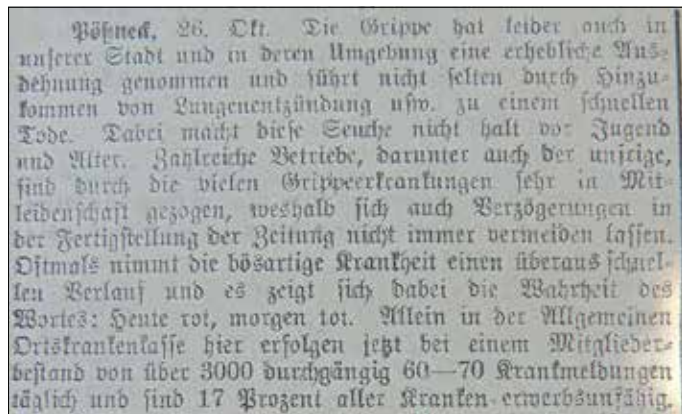 Pößneck, 26. Okt. Die Grippe hat leider auch in
unserer Stadt und in deren Umgebung eine erhebliche Aus-
dehnung genommen und führt nicht selten durch Hinzu-
kommen von Lungenentzündung usw. zu einem schnellen
Tode. Dabei macht diese Seuche nicht halt vor Jugend
und Alter. Zahlreiche Betriebe, darunter auch der unsrige,
sind durch die vielen Grippeerkrankungen sehr in Mit-
leidenschaft gezogen, weshalb sich auch Verzögerungen in
der Fertigstellung der Zeitung nicht immer vermeiden lassen.
Oftmals nimmt die bösartige Krankheit einen überaus schnel-
len Verlauf und es zeigt sich dabei die Wahrheit des
Wortes: Heute rot, morgen tot. Allein in der Allgemeinen
Ortskrankenkasse hier erfolgen jetzt bei einem Mitglieder-
bestand von über 3000 durchgängig 60—70 Krankmeldungen
täglich und sind 17 Prozent aller Kranken erwerbsunfähig.